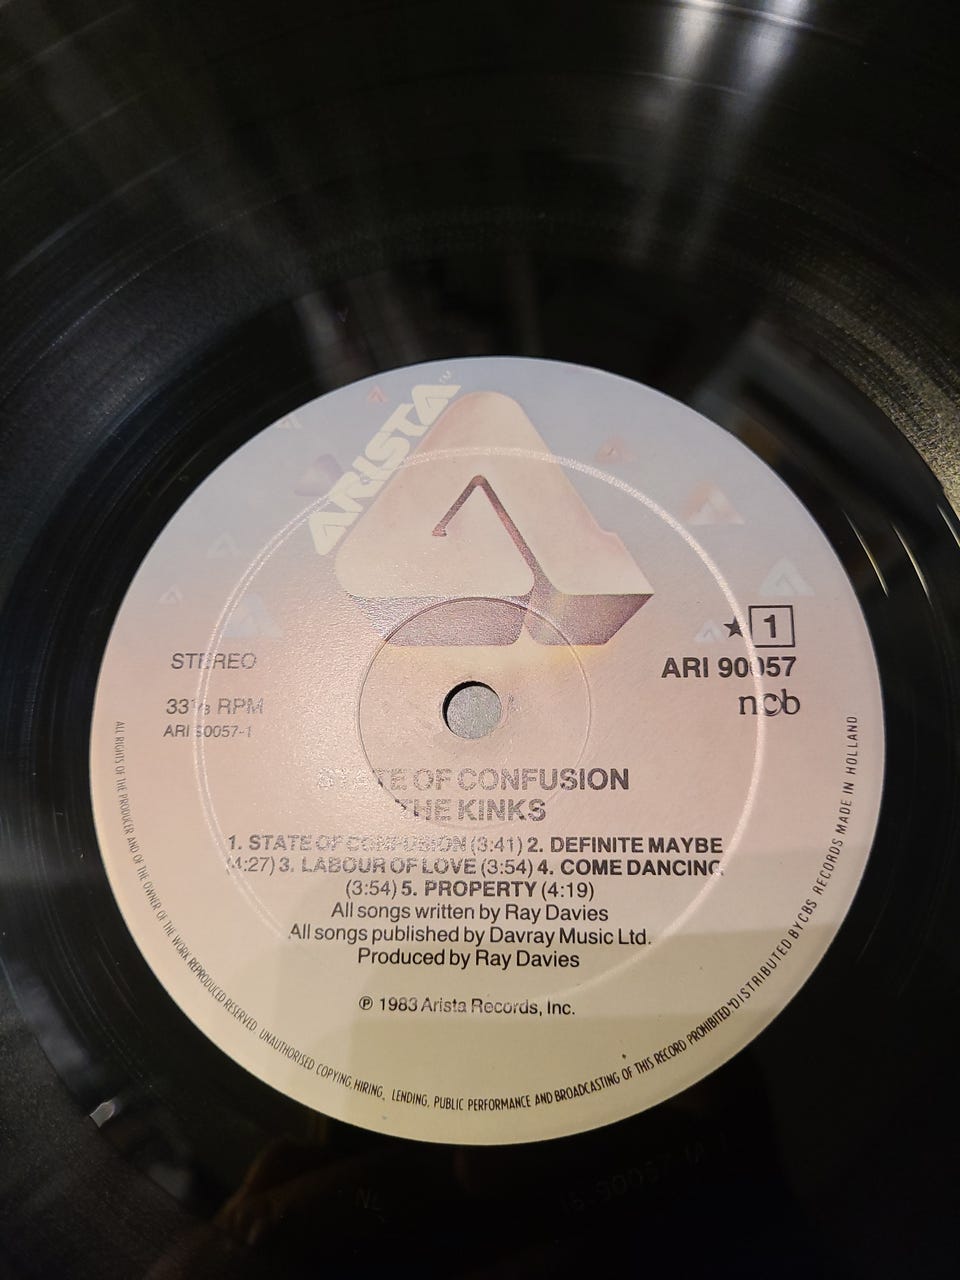 ARISTA™
★ 1
STEREO
ARI 90057
33⅓ RPM
ncb
ARI 90057-1
STATE OF CONFUSION
THE KINKS
1. STATE OF CONFUSION (3:41) 2. DEFINITE MAYBE
(4:27) 3. LABOUR OF LOVE (3:54) 4. COME DANCING
(3:54) 5. PROPERTY (4:19)
All songs written by Ray Davies
All songs published by Davray Music Ltd.
Produced by Ray Davies
℗ 1983 Arista Records, Inc.
ALL RIGHTS OF THE PRODUCER AND OF THE OWNER OF THE WORK REPRODUCED RESERVED. UNAUTHORISED COPYING, HIRING, LENDING, PUBLIC PERFORMANCE AND BROADCASTING OF THIS RECORD PROHIBITED. DISTRIBUTED BY CBS RECORDS MADE IN HOLLAND
NL